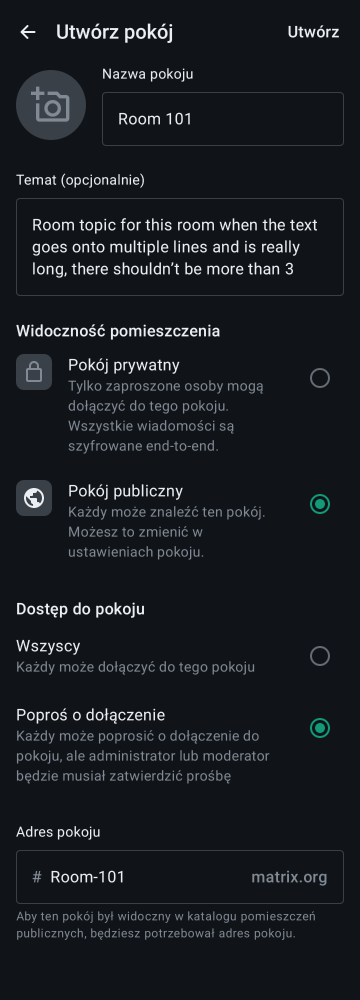 Utwórz pokój
Utwórz
Nazwa pokoju
Room 101
Temat (opcjonalnie)
Room topic for this room when the text
goes onto multiple lines and is really
long, there shouldn’t be more than 3
Widoczność pomieszczenia
Pokój prywatny
Tylko zaproszone osoby mogą
dołączyć do tego pokoju.
Wszystkie wiadomości są
szyfrowane end-to-end.
Pokój publiczny
Każdy może znaleźć ten pokój.
Możesz to zmienić w
ustawieniach pokoju.
Dostęp do pokoju
Wszyscy
Każdy może dołączyć do tego pokoju
Poproś o dołączenie
Każdy może poprosić o dołączenie do
pokoju, ale administrator lub moderator
będzie musiał zatwierdzić prośbę
Adres pokoju
# Room-101 matrix.org
Aby ten pokój był widoczny w katalogu pomieszczeń
publicznych, będziesz potrzebował adres pokoju.